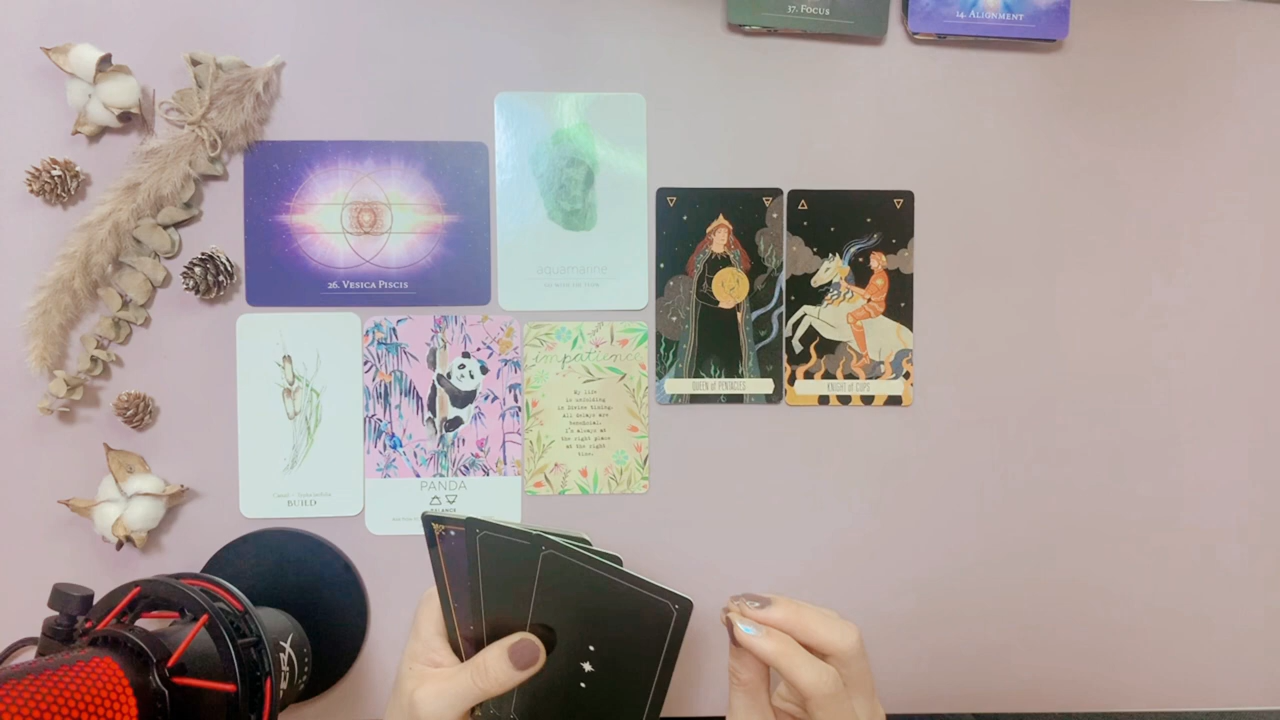 37. FOCUS
14. ALIGNMENT
26. VESICA PISCIS
aquamarine
QUEEN of PENTACLES
KNIGHT of CUPS
impatience
My life
is unfolding
in Divine timing.
All delays are
beneficial.
I'm always at
the right place
at the right
time.
BUILD
PANDA
BALANCE